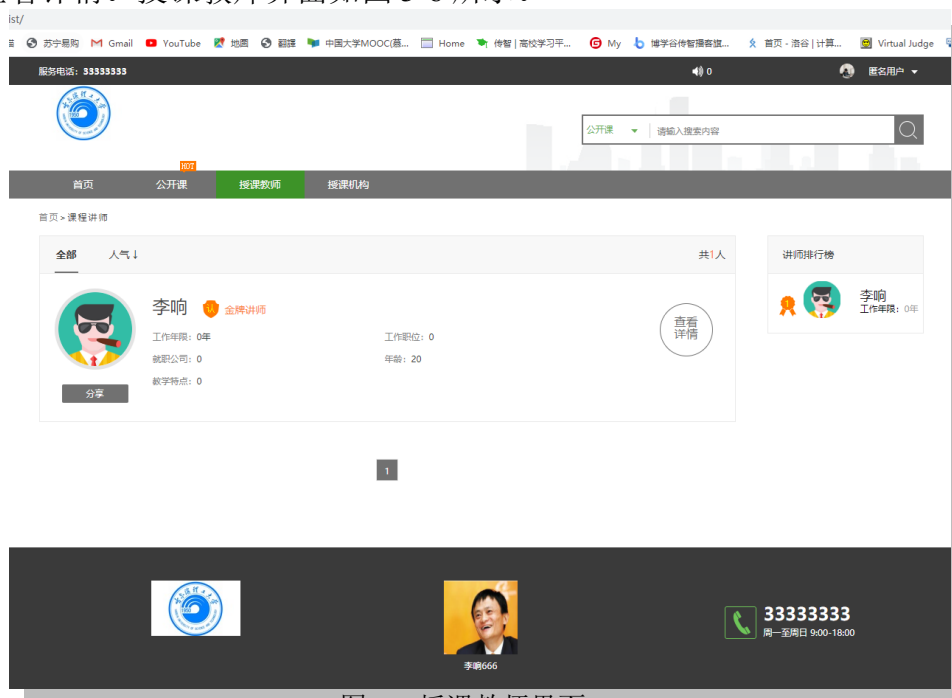 ist/
苏宁易购 Gmail YouTube 地图 翻譯 中国大学MOOC(慕... Home 传智|高校学习平... My 博学谷传智播客旗... 首页 - 洛谷|计算... Virtual Judge
服务电话：33333333 0 匿名用户
公开课 请输入搜索内容
HOT
首页 公开课 授课教师 授课机构
首页>课程讲师
全部 人气↓ 共1人 讲师排行榜
李响 认 金牌讲师
工作年限：0年 工作职位：0
就职公司：0 年龄：20
教学特点：0
查看
详情
分享
1 李响
工作年限：0年
1
33333333
周一至周日 9:00-18:00
李响666